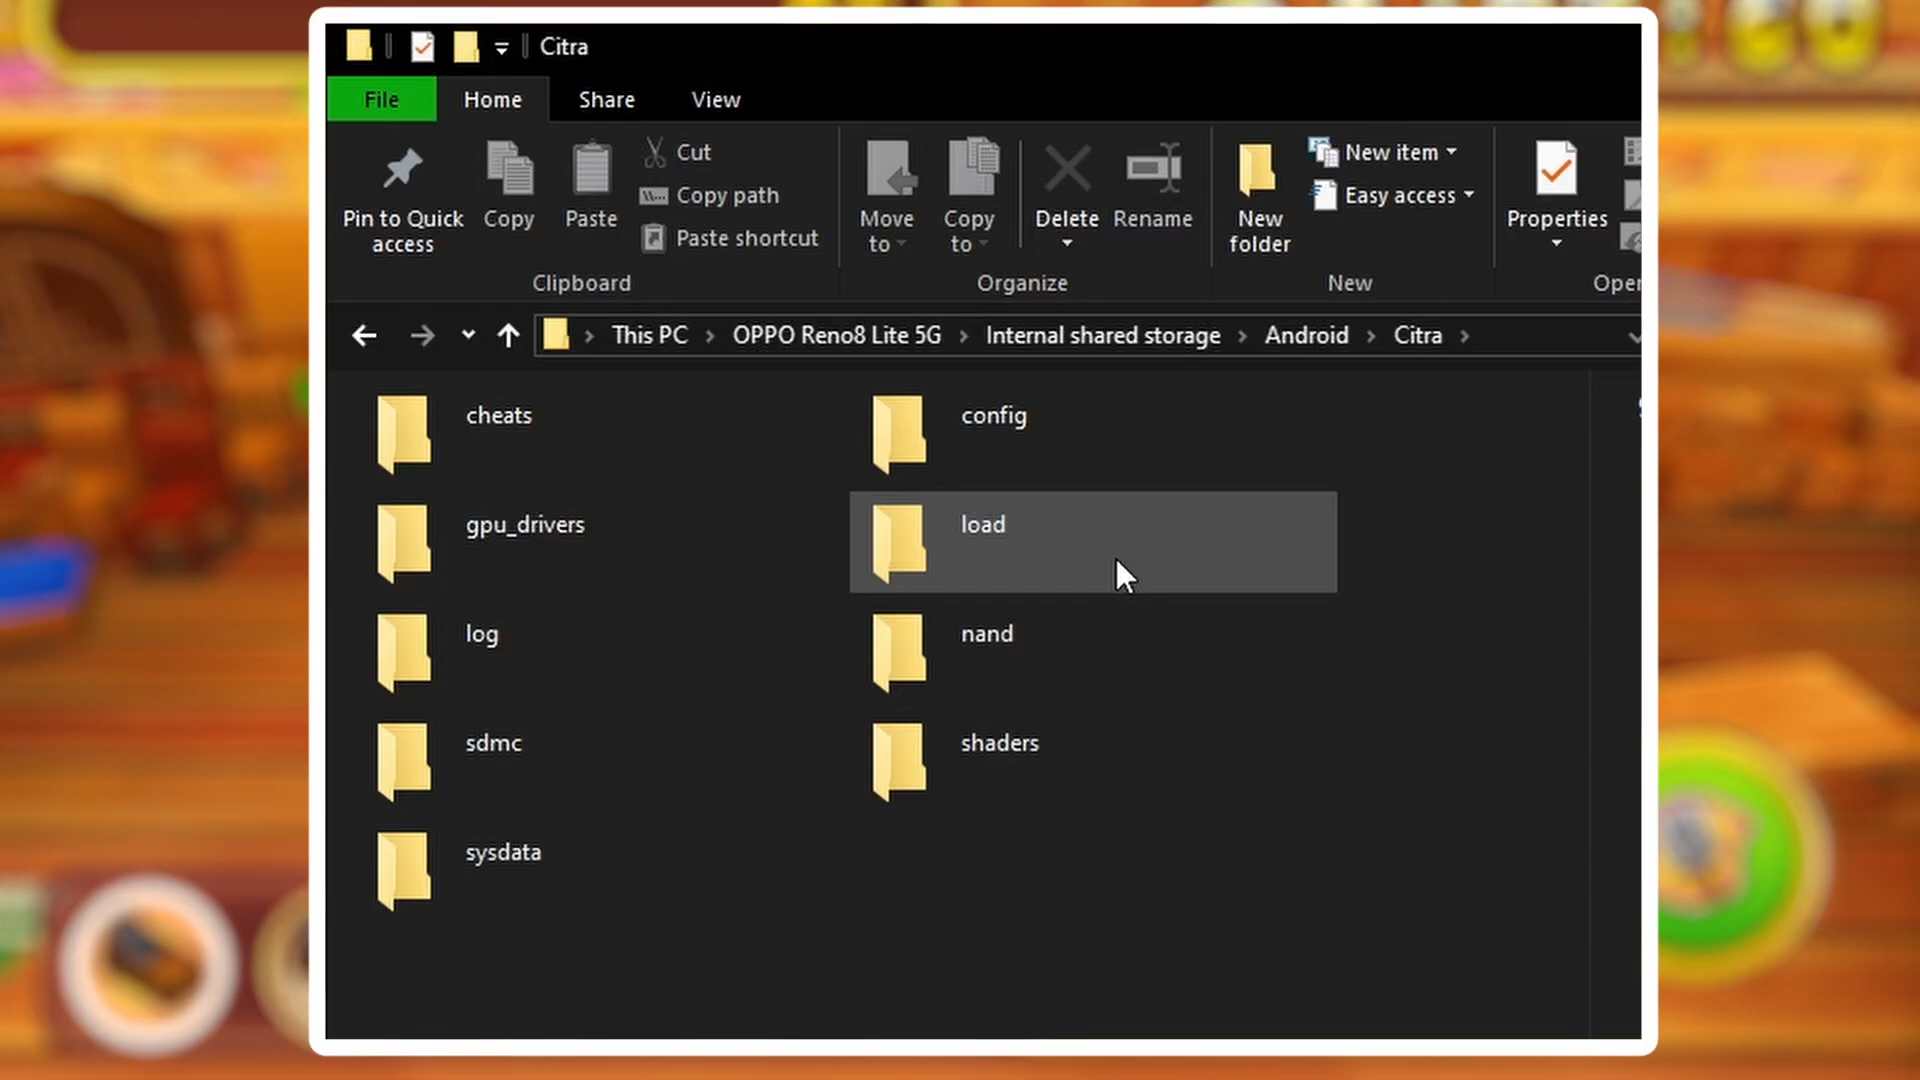 Citra
File Home Share View
Pin to Quick access
Copy
Paste
Cut
Copy path
Paste shortcut
Clipboard
Move to
Copy to
Delete
Rename
Organize
New folder
New item
Easy access
New
Properties
This PC > OPPO Reno8 Lite 5G > Internal shared storage > Android > Citra >
cheats
config
gpu_drivers
load
log
nand
sdmc
shaders
sysdata